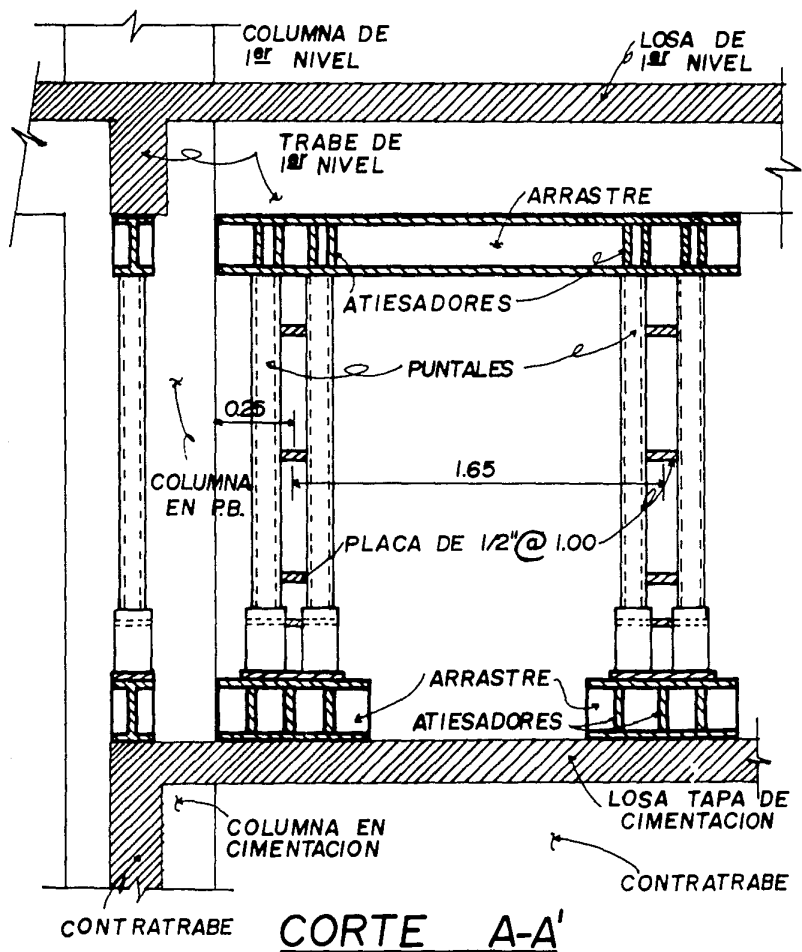 COLUMNA DE
1er NIVEL
LOSA DE
1er NIVEL
TRABE DE
1er NIVEL
ARRASTRE
ATIESADORES
PUNTALES
0.25
1.65
COLUMNA
EN P.B.
PLACA DE 1/2"@ 1.00
ARRASTRE
ATIESADORES
LOSA TAPA DE
CIMENTACION
COLUMNA EN
CIMENTACION
CONTRATRABE
CONTRATRABE
CORTE A-A'